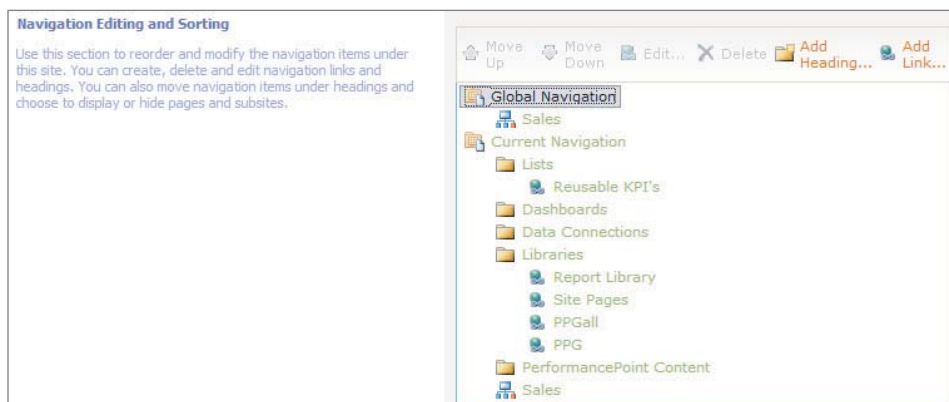 Navigation Editing and Sorting
Use this section to reorder and modify the navigation items under
this site. You can create, delete and edit navigation links and
headings. You can also move navigation items under headings and
choose to display or hide pages and subsites.
Move Up Move Down Edit... Delete Add Heading... Add Link...
Global Navigation
Sales
Current Navigation
Lists
Reusable KPI's
Dashboards
Data Connections
Libraries
Report Library
Site Pages
PPGall
PPG
PerformancePoint Content
Sales